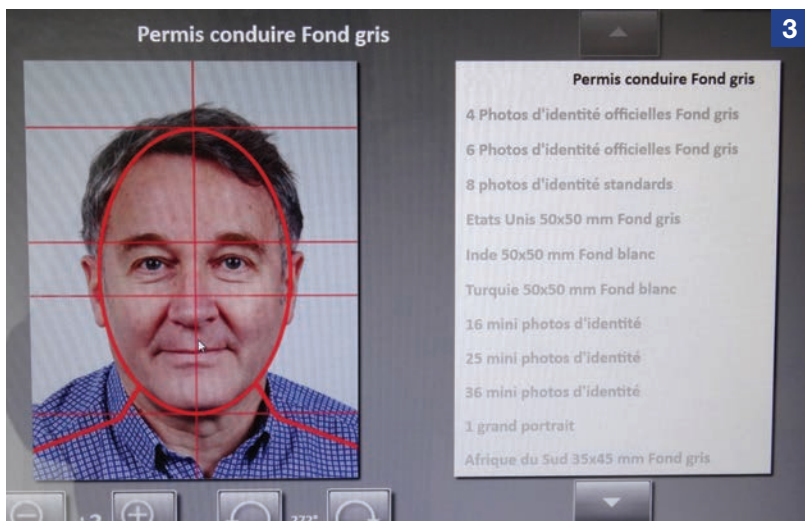 3
Permis conduire Fond gris
Permis conduire Fond gris
4 Photos d'identité officielles Fond gris
6 Photos d'identité officielles Fond gris
8 photos d'identité standards
Etats Unis 50x50 mm Fond gris
Inde 50x50 mm Fond blanc
Turquie 50x50 mm Fond blanc
16 mini photos d'identité
25 mini photos d'identité
36 mini photos d'identité
1 grand portrait
Afrique du Sud 35x45 mm Fond gris